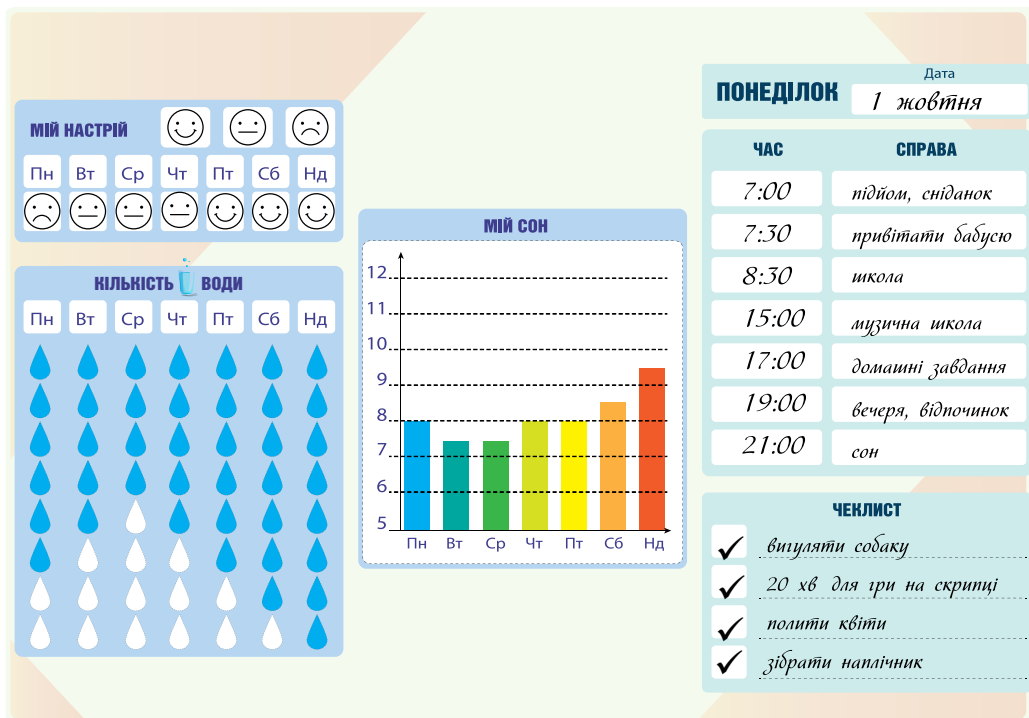 МІЙ НАСТРІЙ
Пн Вт Ср Чт Пт Сб Нд
КІЛЬКІСТЬ ВОДИ
Пн Вт Ср Чт Пт Сб Нд
МІЙ СОН
12
11
10
9
8
7
6
5
Пн Вт Ср Чт Пт Сб Нд
ПОНЕДІЛОК
Дата
1 жовтня
ЧАС СПРАВА
7:00 підйом, сніданок
7:30 привітати бабусю
8:30 школа
15:00 музична школа
17:00 домашні завдання
19:00 вечеря, відпочинок
21:00 сон
ЧЕКЛИСТ
вигуляти собаку
20 хв для гри на скрипці
полити квіти
зібрати наплічник